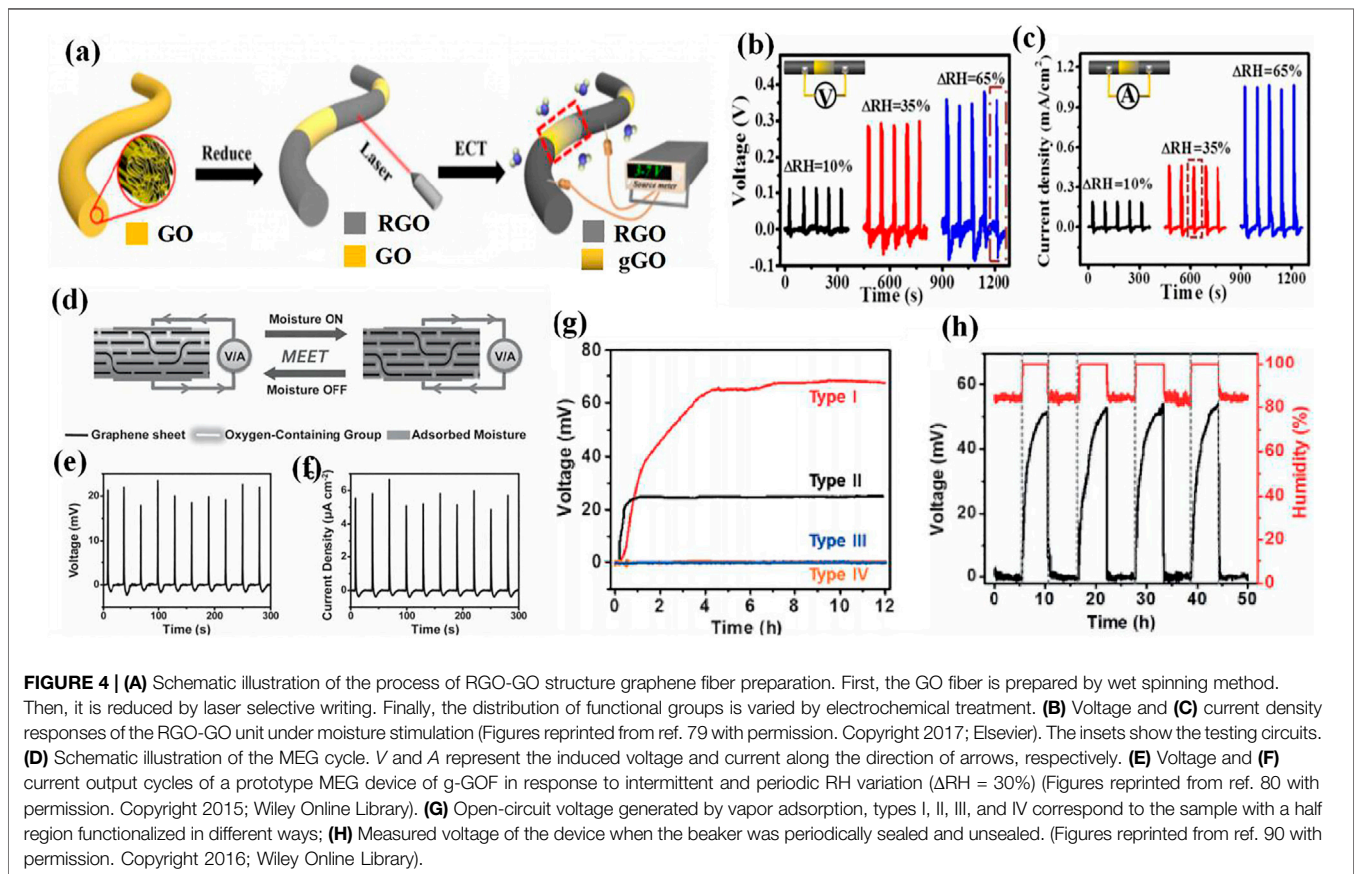 (a)
Reduce
Laser
ECT
3.7 V
Source meter
GO
RGO
GO
RGO
gGO
(b)
Voltage (V)
0.4
0.3
0.2
0.1
0.0
-0.1
V
ΔRH=10%
ΔRH=35%
ΔRH=65%
0 300 600 900 1200
Time (s)
(c)
Current density (mA/cm²)
1.2
0.9
0.6
0.3
0.0
A
ΔRH=10%
ΔRH=35%
ΔRH=65%
0 300 600 900 1200
Time (s)
(d)
Moisture ON
MEET
Moisture OFF
V/A
V/A
Graphene sheet Oxygen-Containing Group Adsorbed Moisture
(e)
Voltage (mV)
20
10
0
0 100 200 300
Time (s)
(f)
Current Density (μA cm⁻²)
6
4
2
0
0 100 200 300
Time (s)
(g)
Voltage (mV)
80
60
40
20
0
Type I
Type II
Type III
Type IV
0 2 4 6 8 10 12
Time (h)
(h)
Voltage (mV)
60
40
20
0
100
80
60
40
20
0
Humidity (%)
0 10 20 30 40 50
Time (h)
FIGURE 4 | (A) Schematic illustration of the process of RGO-GO structure graphene fiber preparation. First, the GO fiber is prepared by wet spinning method.
Then, it is reduced by laser selective writing. Finally, the distribution of functional groups is varied by electrochemical treatment. (B) Voltage and (C) current density
responses of the RGO-GO unit under moisture stimulation (Figures reprinted from ref. 79 with permission. Copyright 2017; Elsevier). The insets show the testing circuits.
(D) Schematic illustration of the MEG cycle. V and A represent the induced voltage and current along the direction of arrows, respectively. (E) Voltage and (F)
current output cycles of a prototype MEG device of g-GOF in response to intermittent and periodic RH variation (ΔRH = 30%) (Figures reprinted from ref. 80 with
permission. Copyright 2015; Wiley Online Library). (G) Open-circuit voltage generated by vapor adsorption, types I, II, III, and IV correspond to the sample with a half
region functionalized in different ways; (H) Measured voltage of the device when the beaker was periodically sealed and unsealed. (Figures reprinted from ref. 90 with
permission. Copyright 2016; Wiley Online Library).